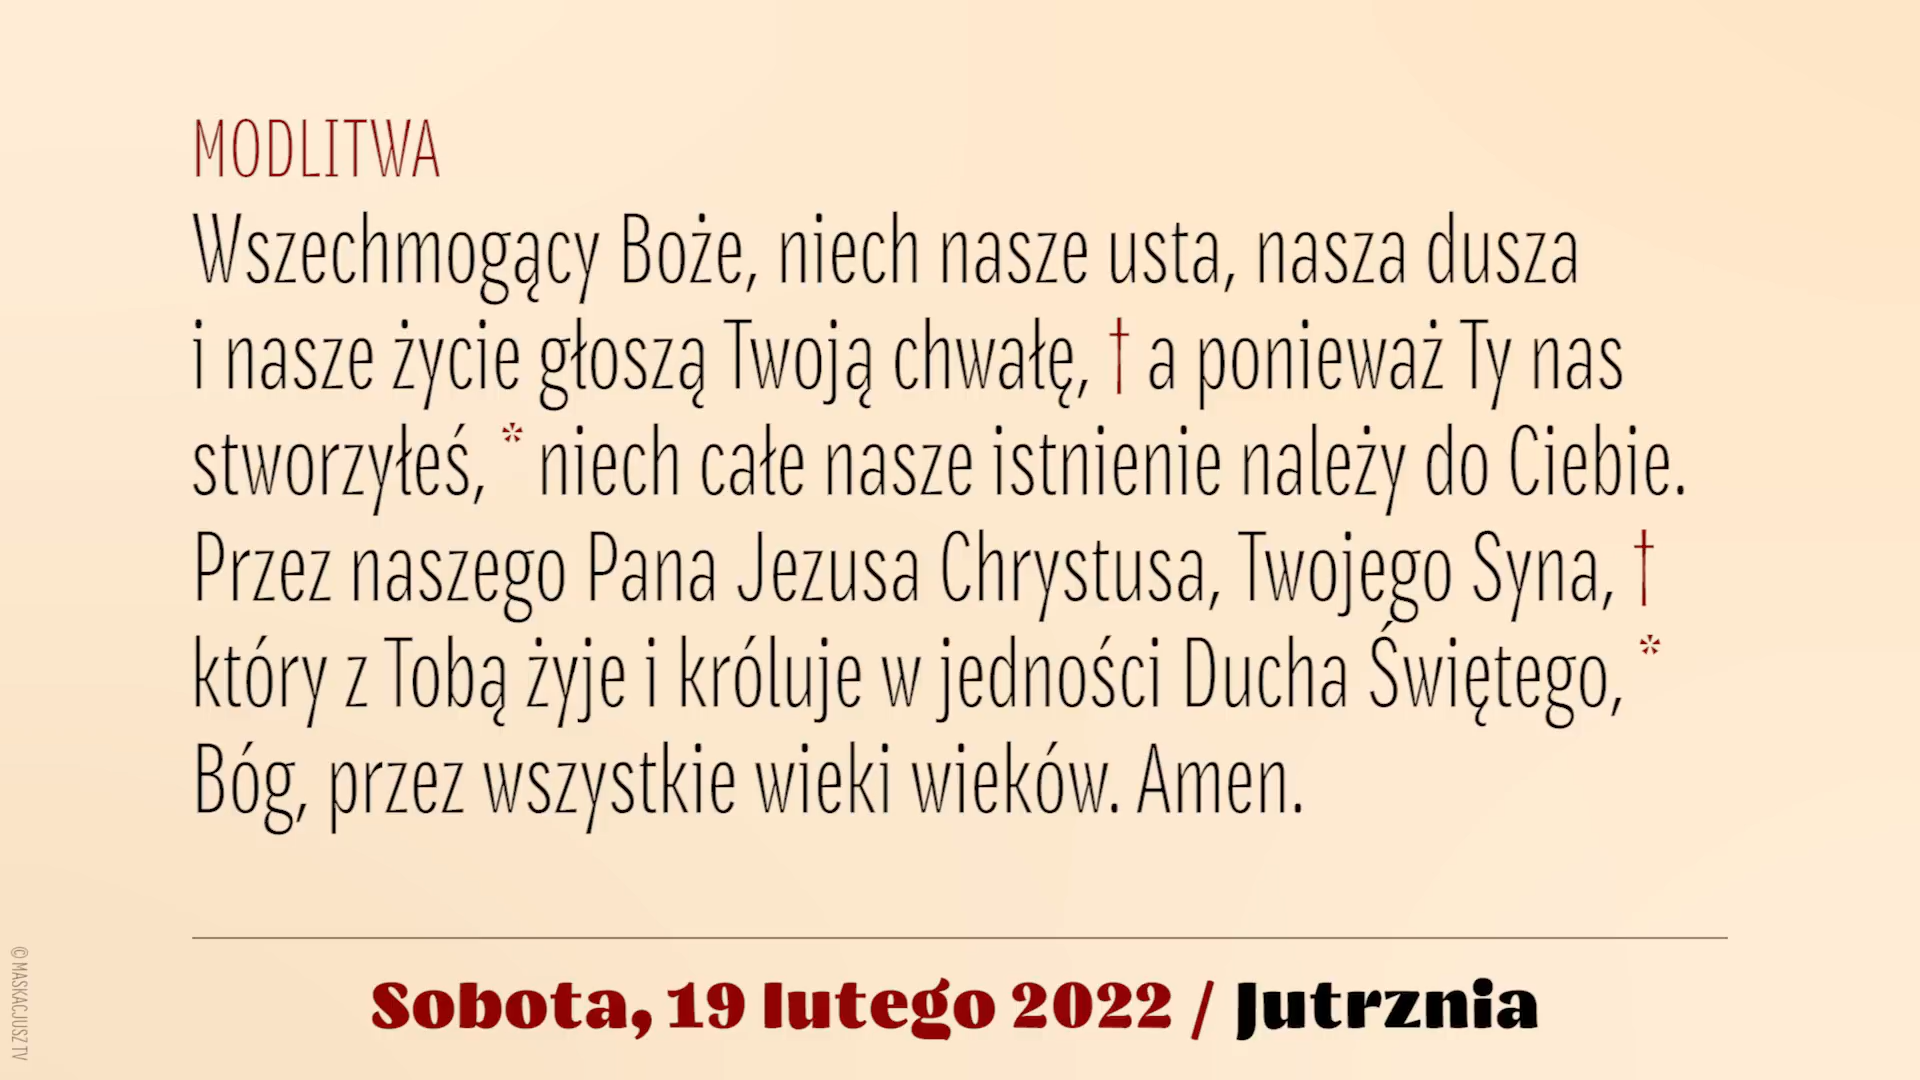 MODLITWA
Wszechmogący Boże, niech nasze usta, nasza dusza
i nasze życie głoszą Twoją chwałę, † a ponieważ Ty nas
stworzyłeś, * niech całe nasze istnienie należy do Ciebie.
Przez naszego Pana Jezusa Chrystusa, Twojego Syna, †
który z Tobą żyje i króluje w jedności Ducha Świętego, *
Bóg, przez wszystkie wieki wieków. Amen.
Sobota, 19 lutego 2022 / Jutrznia
© MASKACJUSZ TV